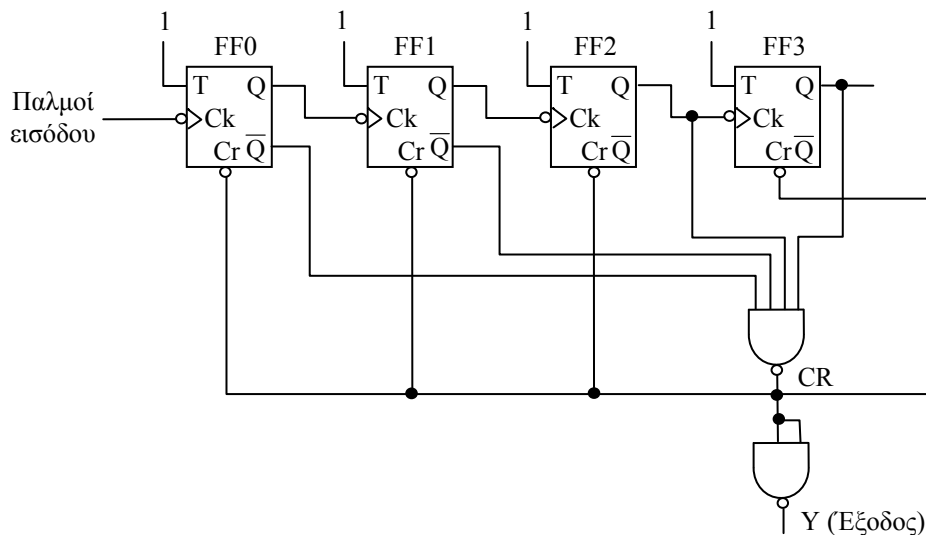 1 1 1 1
FF0 FF1 FF2 FF3
T Q T Q T Q T Q
Παλμοί
εισόδου
Ck Ck Ck Ck
Cr Q̅ Cr Q̅ Cr Q̅ Cr Q̅
CR
Υ (Έξοδος)